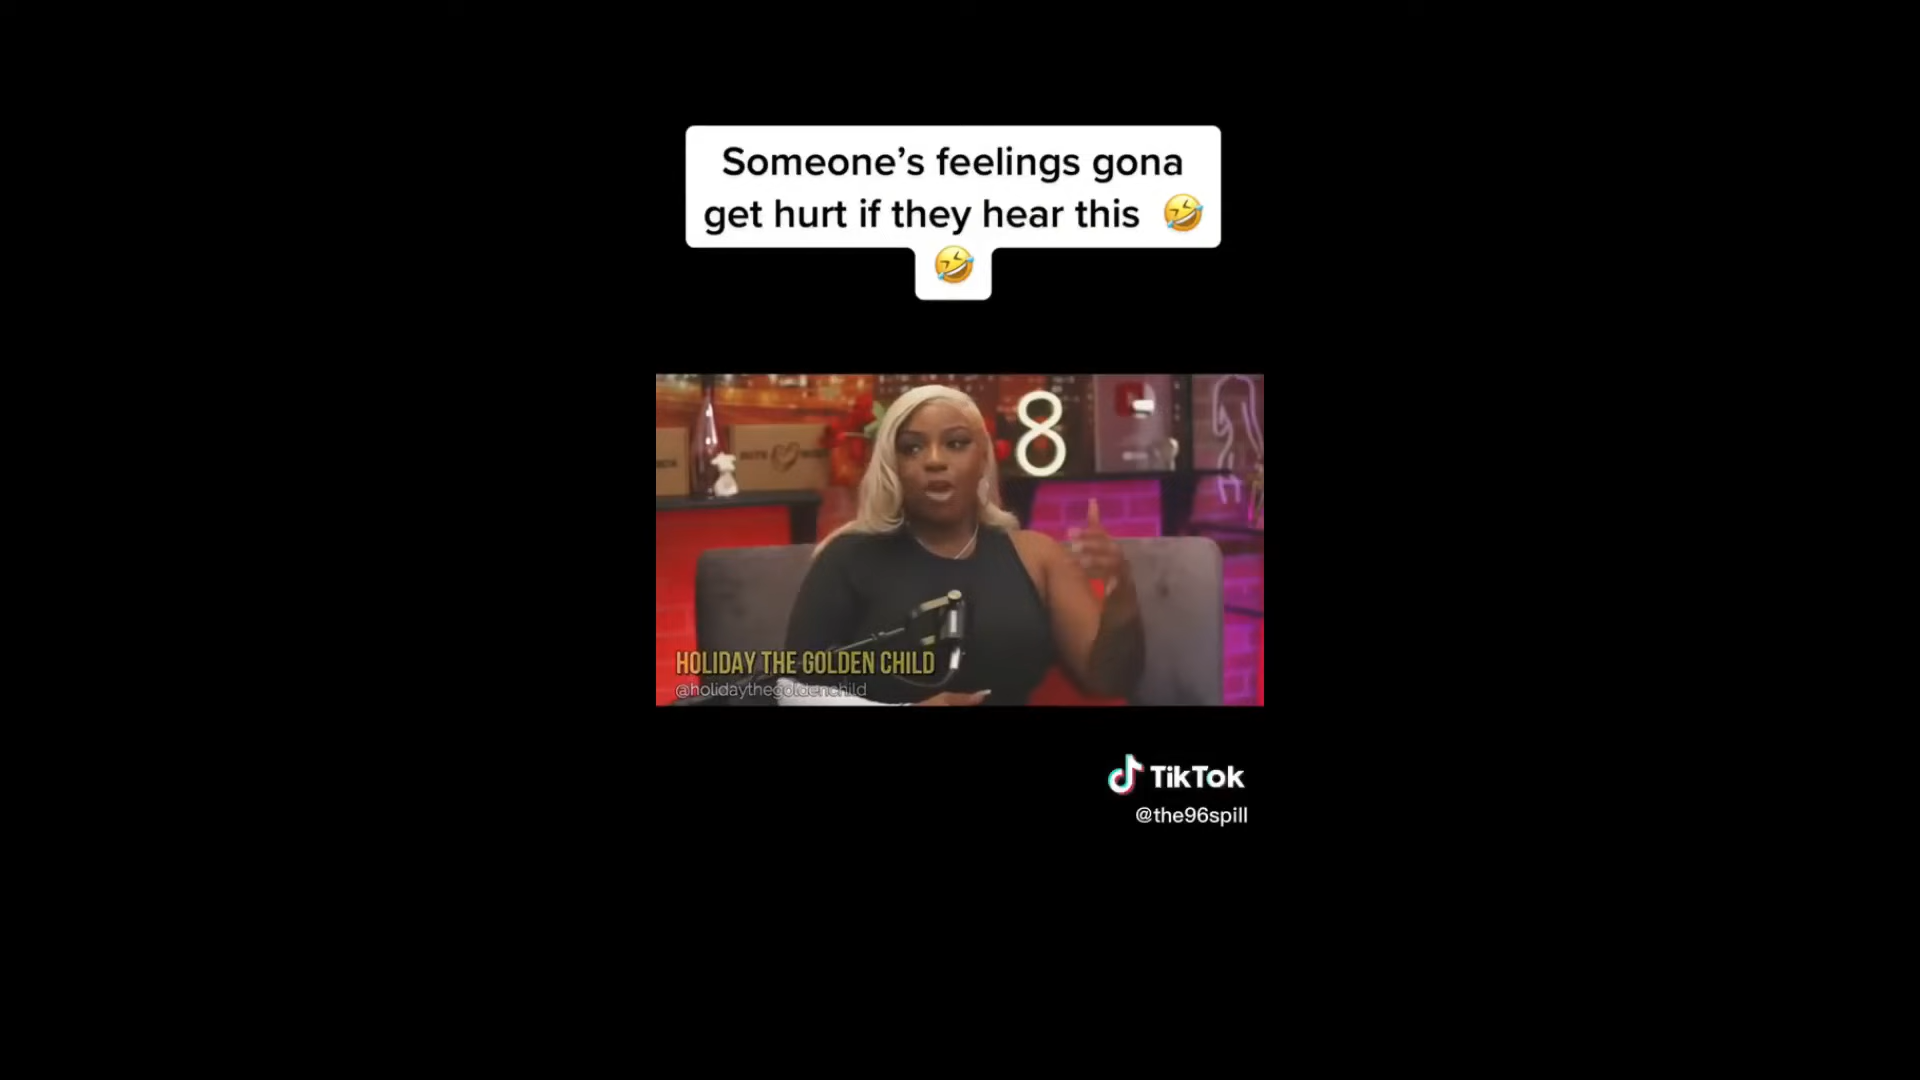 Someone’s feelings gona
get hurt if they hear this 🤣
🤣
8
HOLIDAY THE GOLDEN CHILD
@holidaythegoldenchild
TikTok
@the96spill